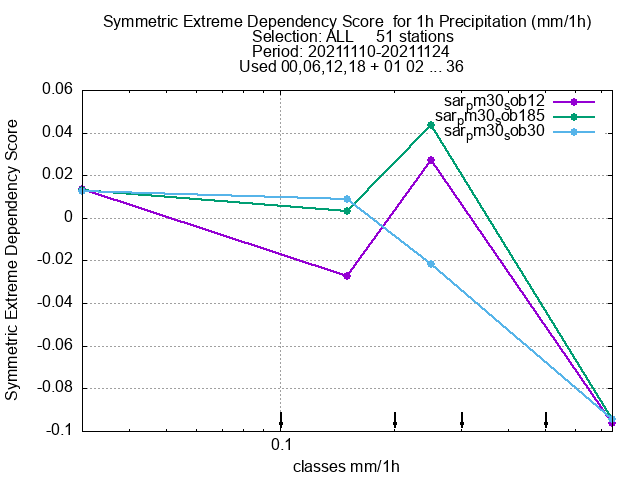 Symmetric Extreme Dependency Score  for 1h Precipitation (mm/1h)
Selection: ALL     51 stations
Period: 20211110-20211124
Used 00,06,12,18 + 01 02 ... 36
sar_pm30_sob12
sar_pm30_sob185
sar_pm30_sob30
Symmetric Extreme Dependency Score
0.06
0.04
0.02
0
-0.02
-0.04
-0.06
-0.08
-0.1
0.1
classes mm/1h